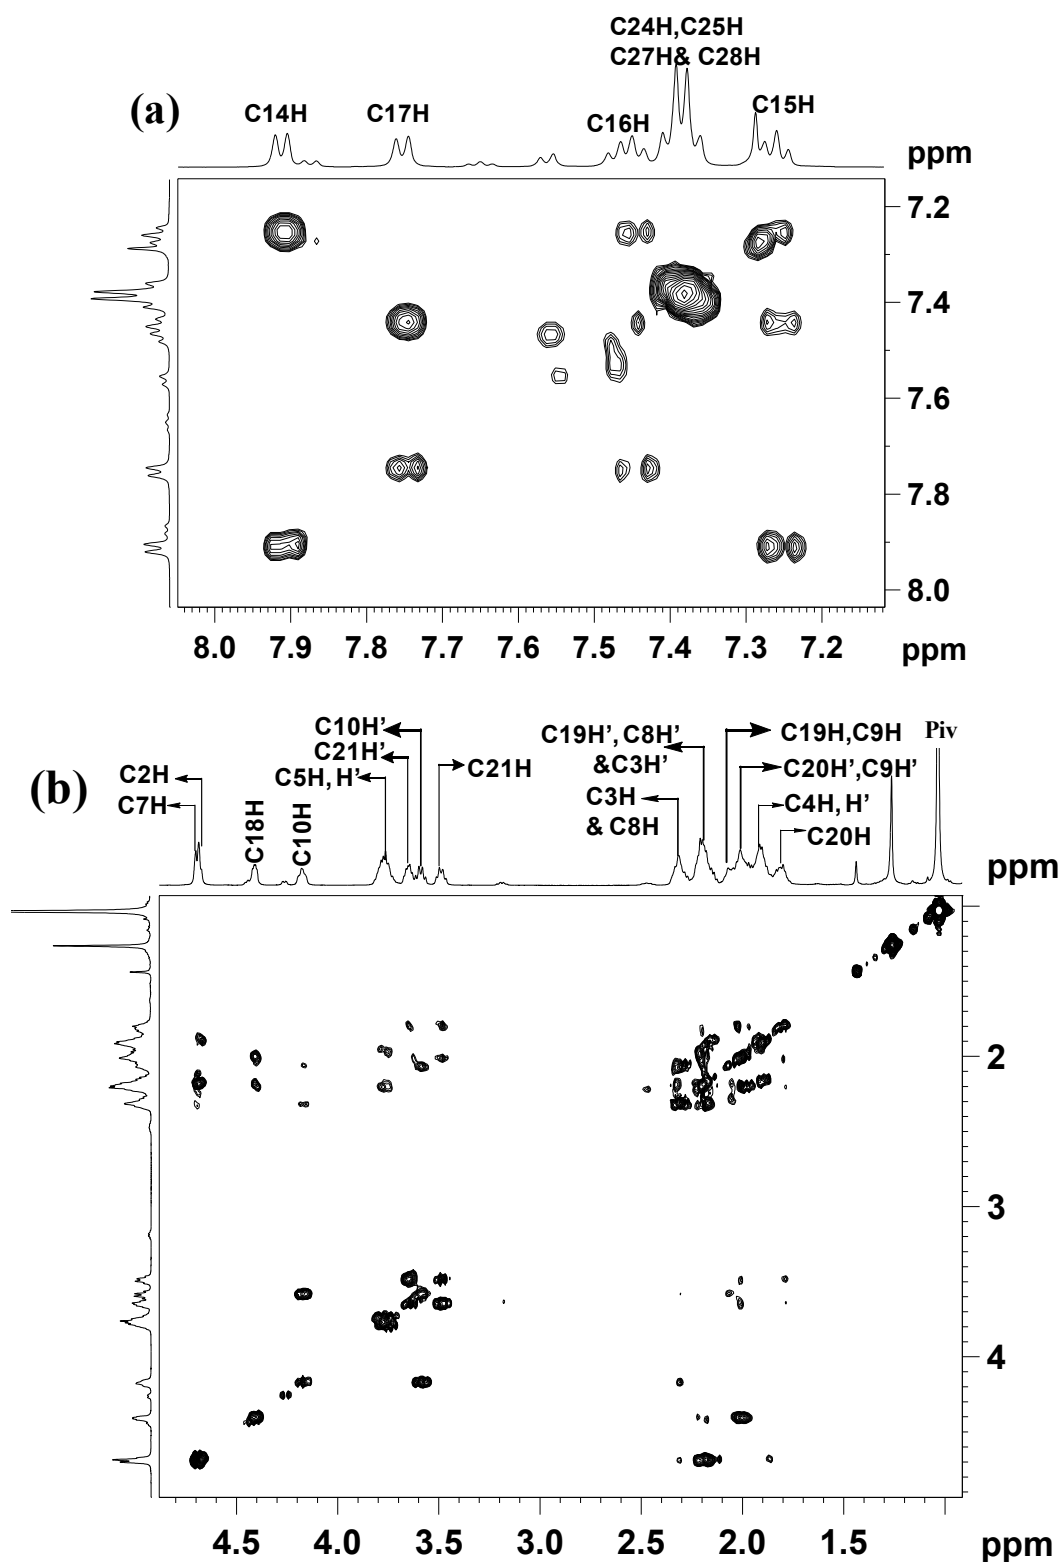 C24H,C25H
C27H& C28H
(a)
C14H
C17H
C16H
C15H
ppm
7.2
7.4
7.6
7.8
8.0
8.0 7.9 7.8 7.7 7.6 7.5 7.4 7.3 7.2 ppm
(b)
C10H’
C21H’
C5H, H’
C2H
C7H
C18H
C10H
C21H
C19H’, C8H’
&C3H’
C3H
& C8H
C19H,C9H
C20H’,C9H’
C4H, H’
C20H
Piv
ppm
2
3
4
4.5 4.0 3.5 3.0 2.5 2.0 1.5 ppm